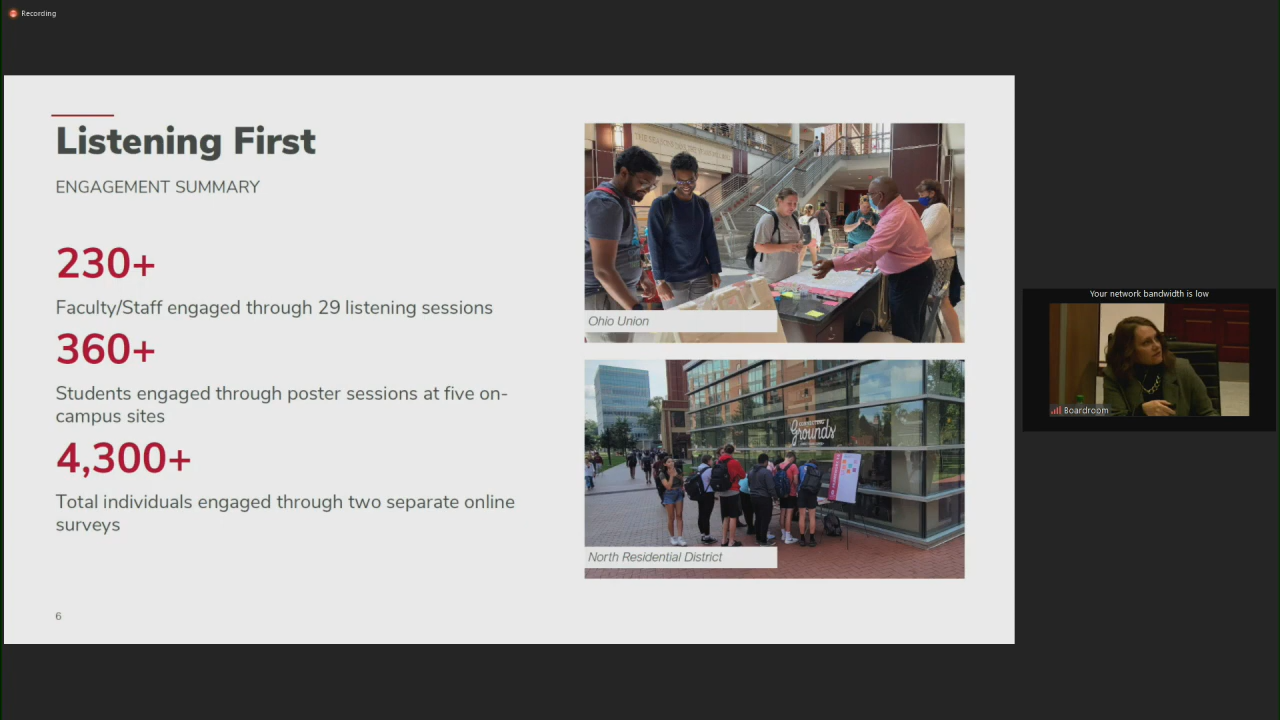 Recording
Listening First
ENGAGEMENT SUMMARY
230+
Faculty/Staff engaged through 29 listening sessions
360+
Students engaged through poster sessions at five on-
campus sites
4,300+
Total individuals engaged through two separate online
surveys
6
Ohio Union
Grounds
North Residential District
Your network bandwidth is low
Boardroom